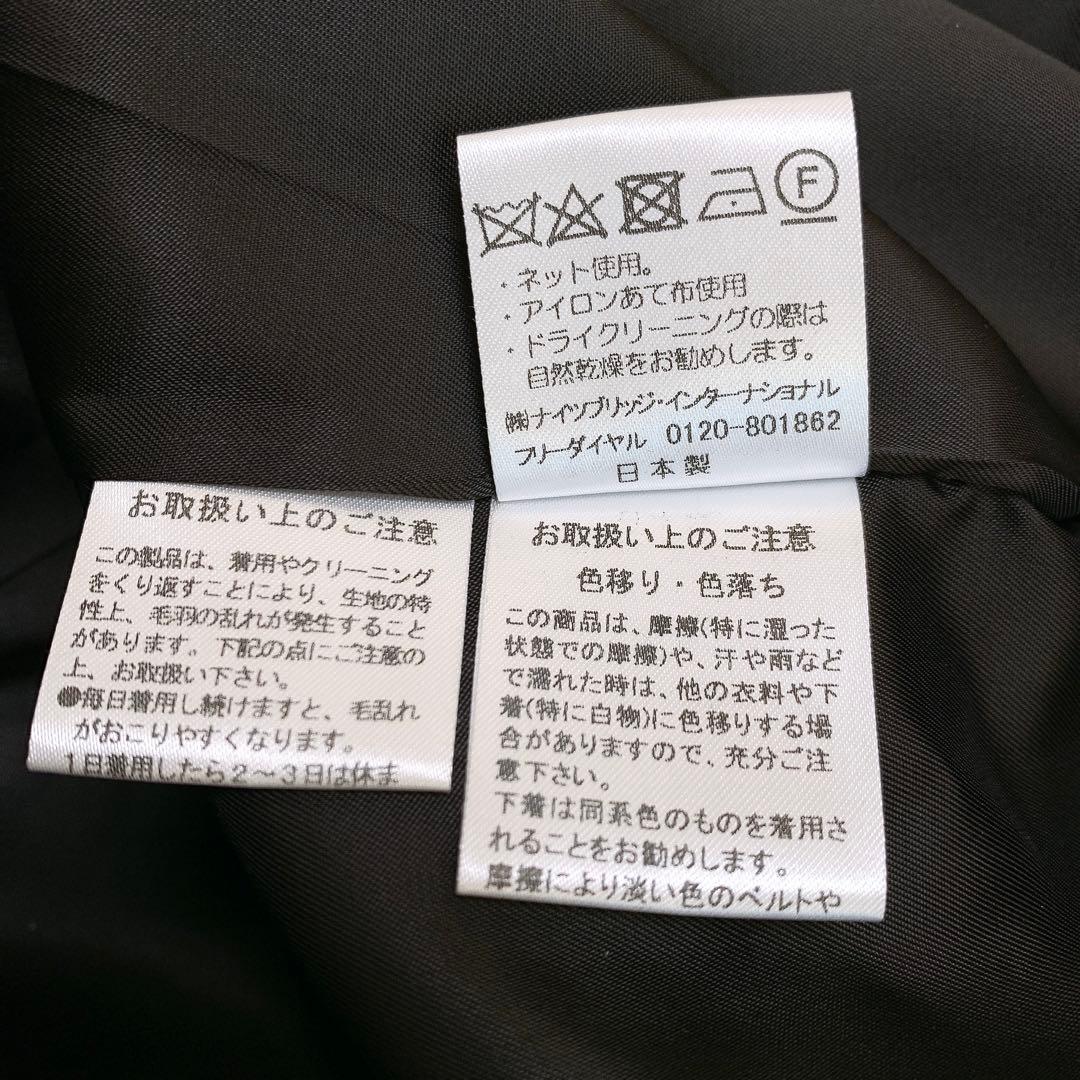 F
・ネット使用。
・アイロンあて布使用
・ドライクリーニングの際は
自然乾燥をお勧めします。
㈱ナイツブリッジ・インターナショナル
フリーダイヤル 0120-801862
日本製
お取扱い上のご注意
この製品は、着用やクリーニング
をくり返すことにより、生地の特
性上、毛羽の乱れが発生すること
があります。下記の点にご注意の
上、お取扱い下さい。
●毎日着用し続けますと、毛乱れ
がおこりやすくなります。
1日着用したら2～3日は休ま
お取扱い上のご注意
色移り・色落ち
この商品は、摩擦(特に湿った
状態での摩擦)や、汗や雨など
で濡れた時は、他の衣料や下
着(特に白物)に色移りする場
合がありますので、充分ご注
意下さい。
下着は同系色のものを着用さ
れることをお勧めします。
摩擦により淡い色のベルトや